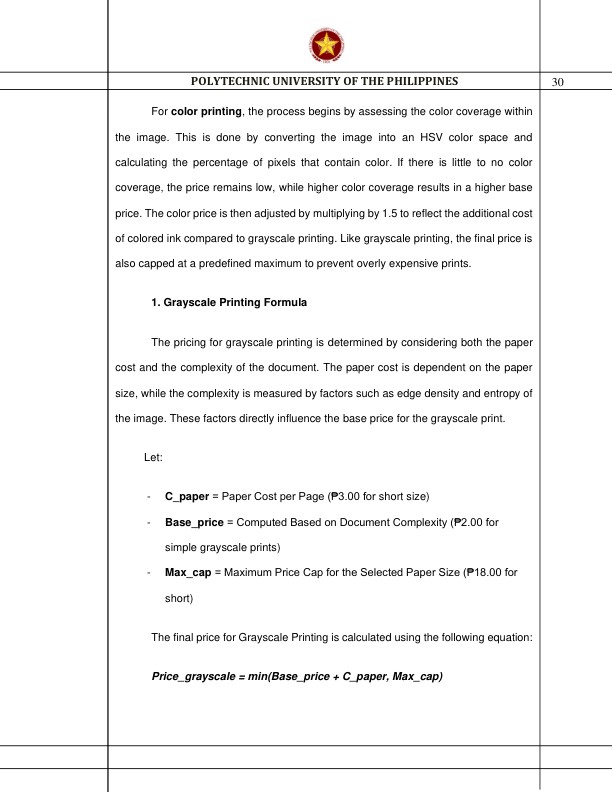 POLYTECHNIC UNIVERSITY OF THE PHILIPPINES
30
For color printing, the process begins by assessing the color coverage within
the image. This is done by converting the image into an HSV color space and
calculating the percentage of pixels that contain color. If there is little to no color
coverage, the price remains low, while higher color coverage results in a higher base
price. The color price is then adjusted by multiplying by 1.5 to reflect the additional cost
of colored ink compared to grayscale printing. Like grayscale printing, the final price is
also capped at a predefined maximum to prevent overly expensive prints.
1. Grayscale Printing Formula
The pricing for grayscale printing is determined by considering both the paper
cost and the complexity of the document. The paper cost is dependent on the paper
size, while the complexity is measured by factors such as edge density and entropy of
the image. These factors directly influence the base price for the grayscale print.
Let:
- C_paper = Paper Cost per Page (₱3.00 for short size)
- Base_price = Computed Based on Document Complexity (₱2.00 for
simple grayscale prints)
- Max_cap = Maximum Price Cap for the Selected Paper Size (₱18.00 for
short)
The final price for Grayscale Printing is calculated using the following equation:
Price_grayscale = min(Base_price + C_paper, Max_cap)